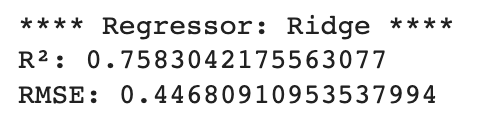 **** Regressor: Ridge ****
R²: 0.7583042175563077
RMSE: 0.44680910953537994